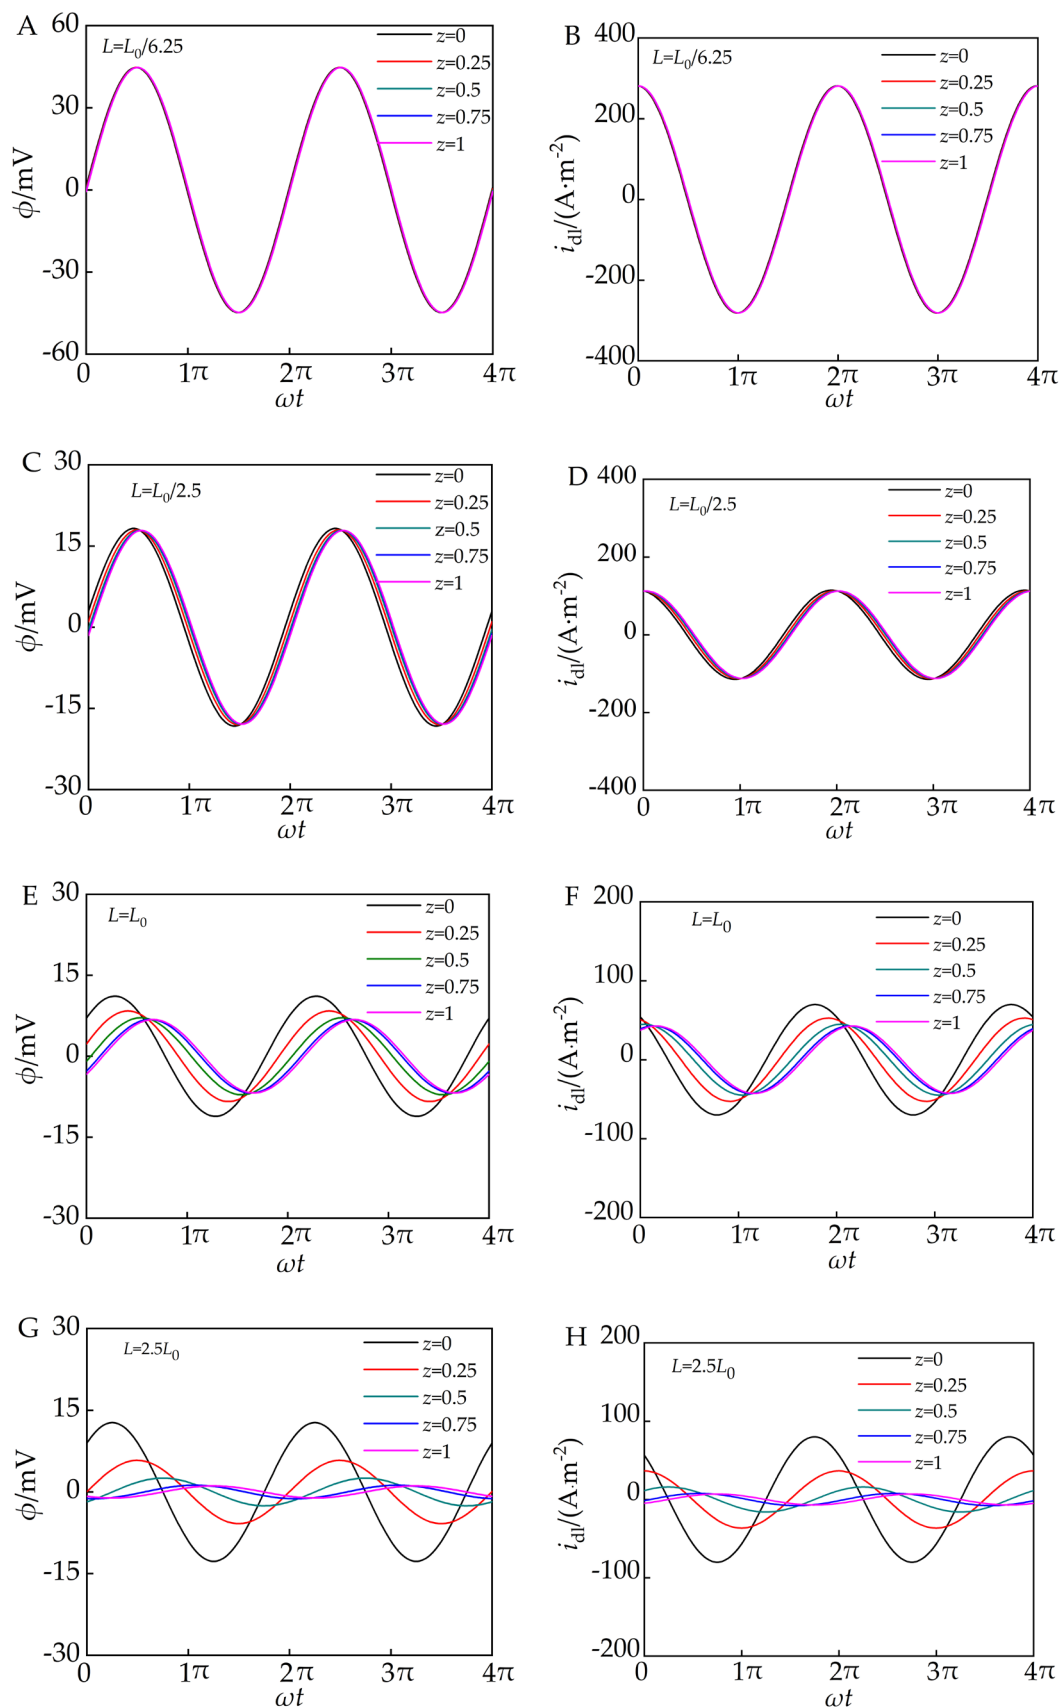 A
L=L₀/6.25
z=0
z=0.25
z=0.5
z=0.75
z=1
60
30
0
-30
-60
ϕ/mV
0 1π 2π 3π 4π
ωt
B
L=L₀/6.25
z=0
z=0.25
z=0.5
z=0.75
z=1
400
200
0
-200
-400
i_dl/(A·m⁻²)
0 1π 2π 3π 4π
ωt
C
L=L₀/2.5
z=0
z=0.25
z=0.5
z=0.75
z=1
30
15
0
-15
-30
ϕ/mV
0 1π 2π 3π 4π
ωt
D
L=L₀/2.5
z=0
z=0.25
z=0.5
z=0.75
z=1
400
200
0
-200
-400
i_dl/(A·m⁻²)
0 1π 2π 3π 4π
ωt
E
L=L₀
z=0
z=0.25
z=0.5
z=0.75
z=1
30
15
0
-15
-30
ϕ/mV
0 1π 2π 3π 4π
ωt
F
L=L₀
z=0
z=0.25
z=0.5
z=0.75
z=1
200
100
0
-100
-200
i_dl/(A·m⁻²)
0 1π 2π 3π 4π
ωt
G
L=2.5L₀
z=0
z=0.25
z=0.5
z=0.75
z=1
30
15
0
-15
-30
ϕ/mV
0 1π 2π 3π 4π
ωt
H
L=2.5L₀
z=0
z=0.25
z=0.5
z=0.75
z=1
200
100
0
-100
-200
i_dl/(A·m⁻²)
0 1π 2π 3π 4π
ωt